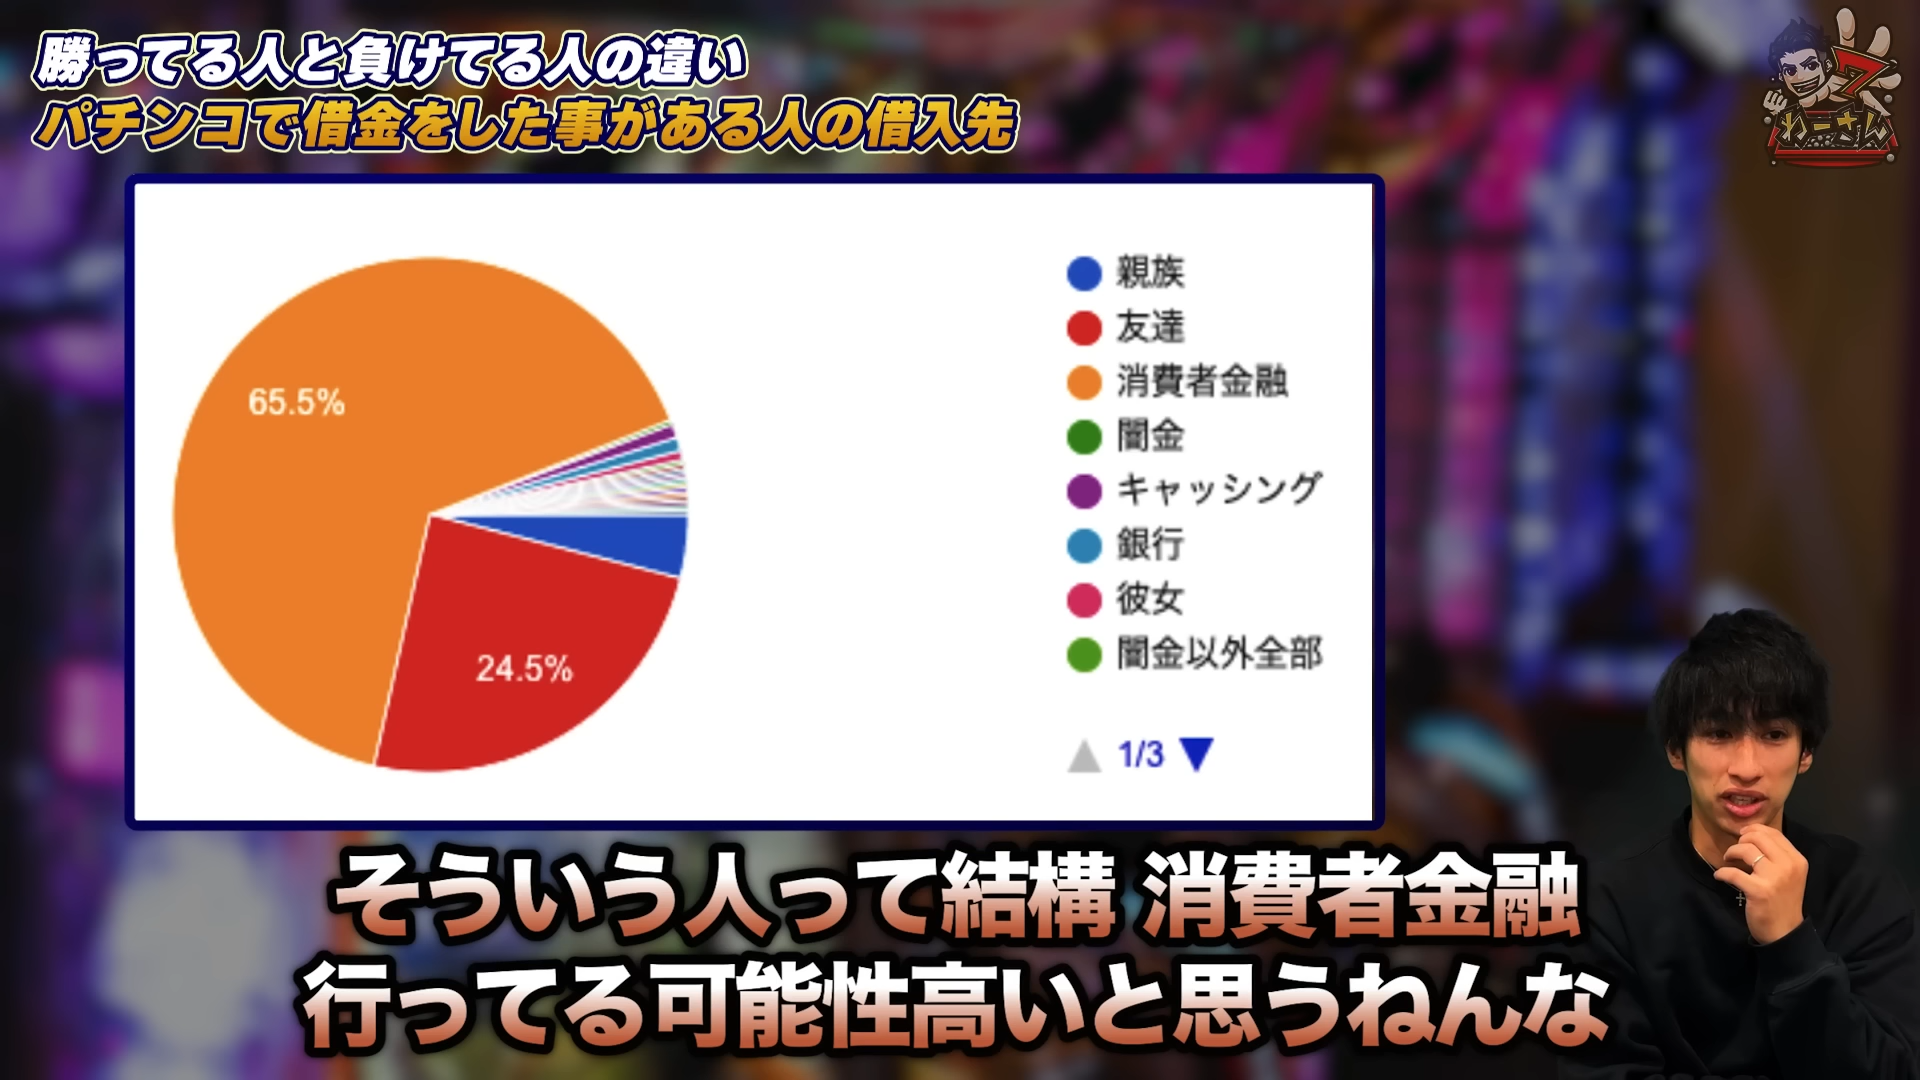 勝ってる人と負けてる人の違い
パチンコで借金をした事がある人の借入先
わーさん
7
65.5%
24.5%
親族
友達
消費者金融
闇金
キャッシング
銀行
彼女
闇金以外全部
1/3
そういう人って結構 消費者金融
行ってる可能性高いと思うねんな